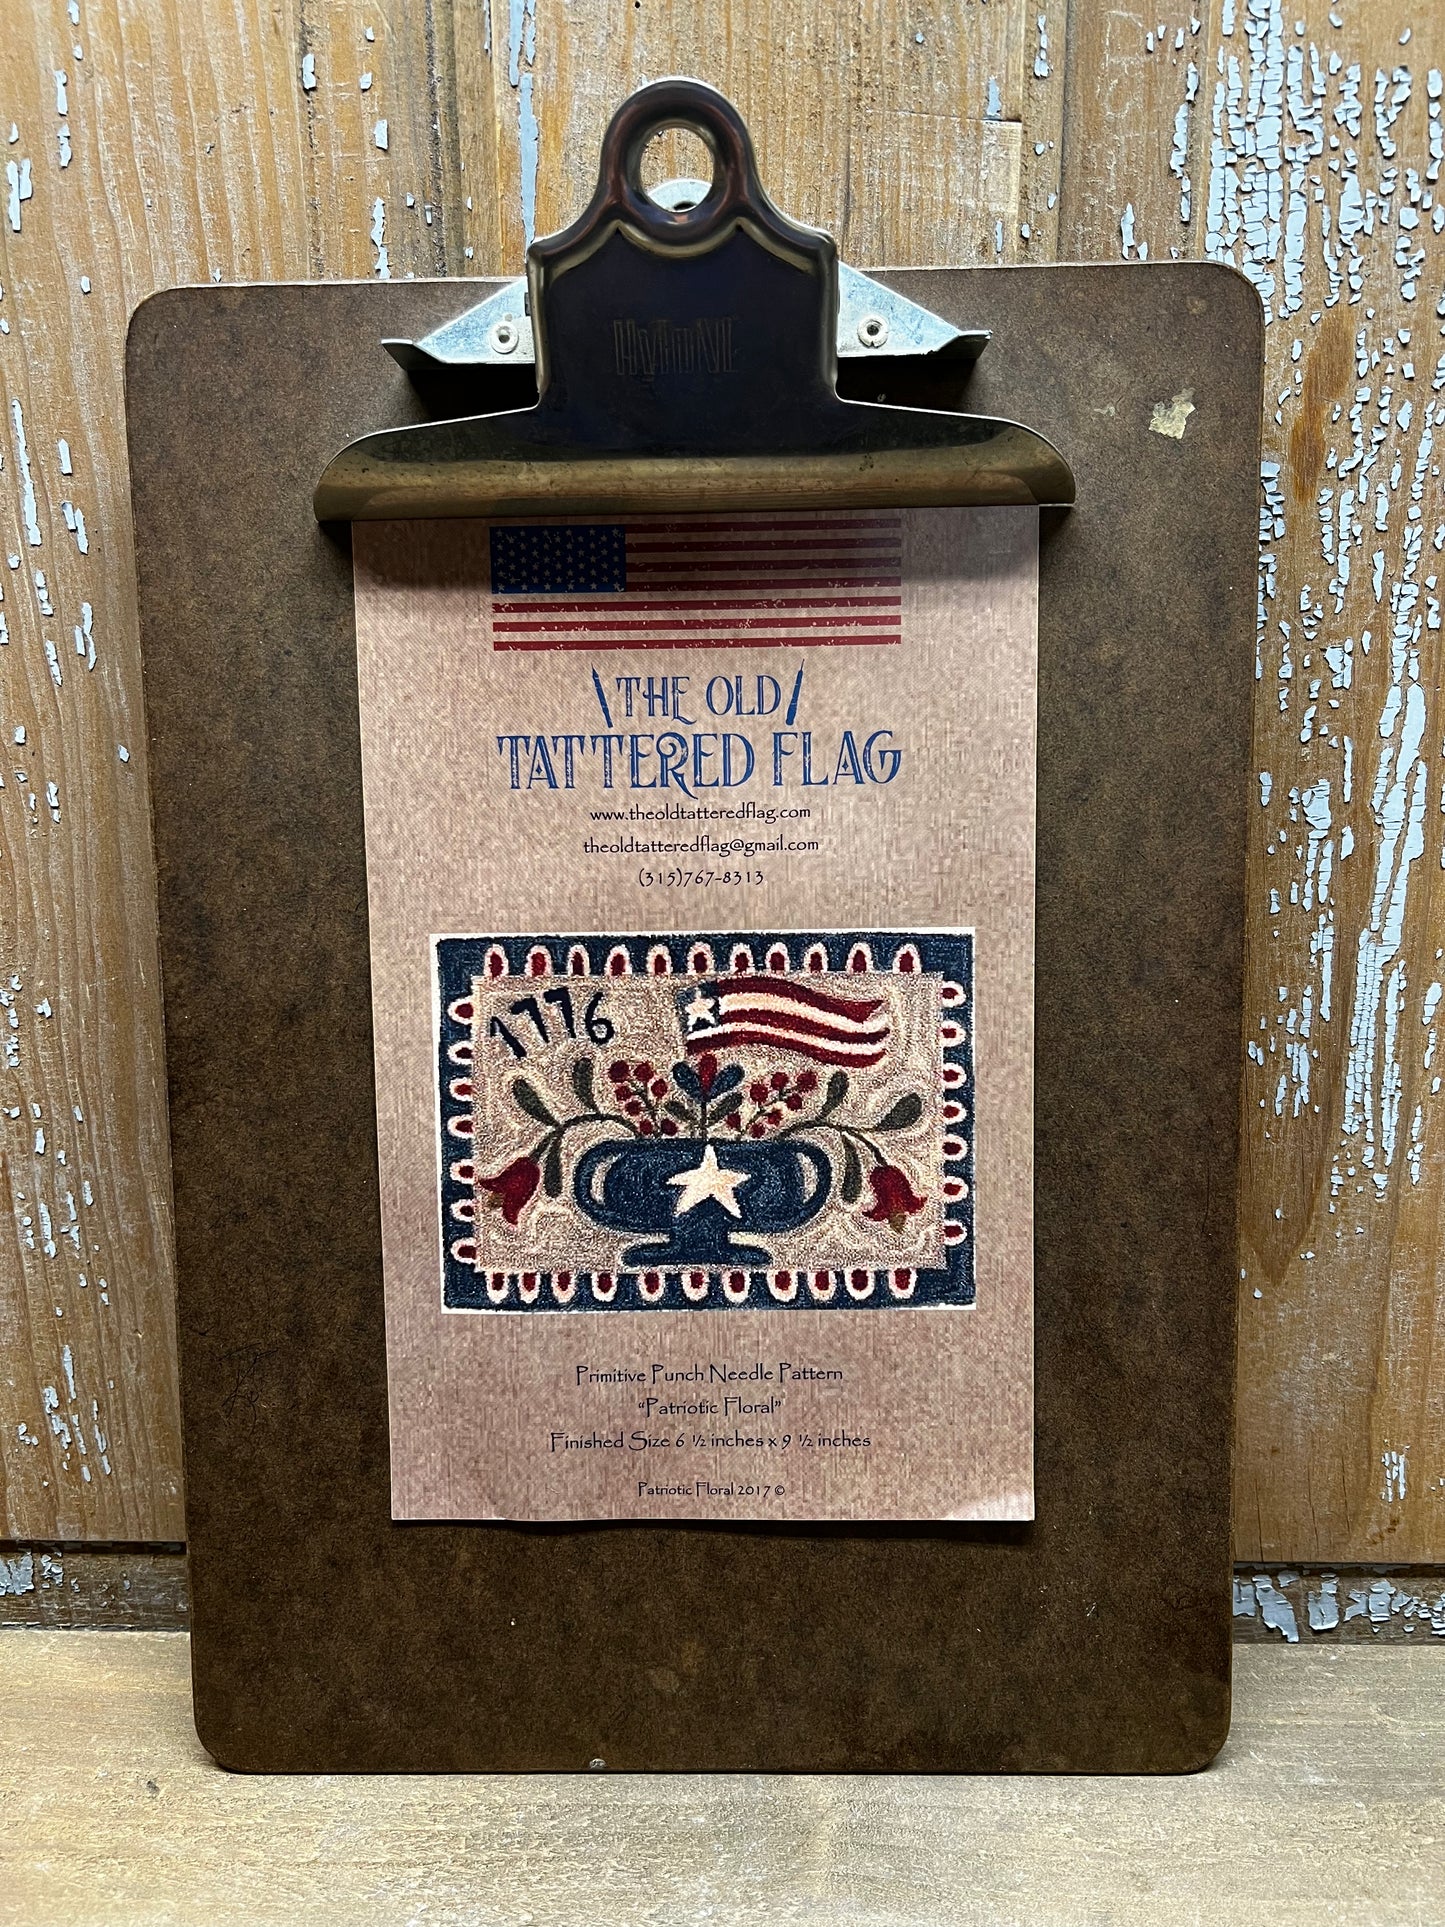 THE OLD
TATTERED FLAG
www.theoldtatteredflag.com
theoldtatteredflag@gmail.com
(315)767-8313
1776
Primitive Punch Needle Pattern
“Patriotic Floral”
Finished Size 6 ½ inches x 9 ½ inches
Patriotic Floral 2017 ©